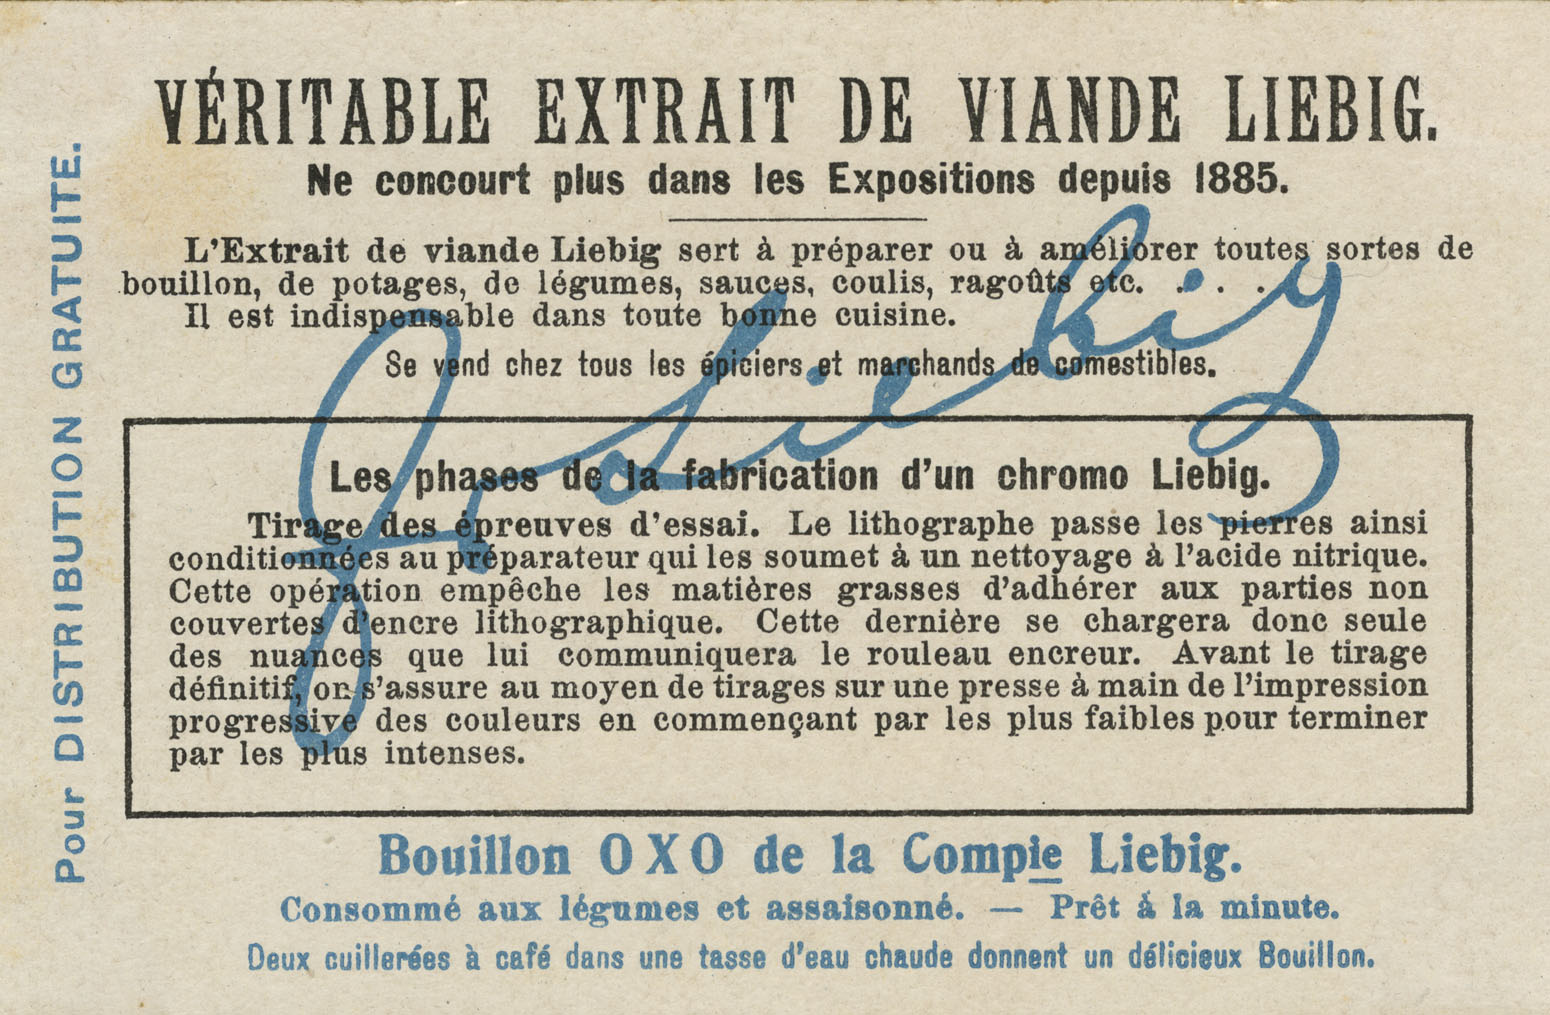 VÉRITABLE EXTRAIT DE VIANDE LIEBIG.
Ne concourt plus dans les Expositions depuis 1885.
L'Extrait de viande Liebig sert à préparer ou à améliorer toutes sortes de
bouillon, de potages, de légumes, sauces, coulis, ragoûts etc. . . . .
Il est indispensable dans toute bonne cuisine.
Se vend chez tous les épiciers et marchands de comestibles.
J. v. Liebig
Les phases de la fabrication d'un chromo Liebig.
Tirage des épreuves d'essai. Le lithographe passe les pierres ainsi
conditionnées au préparateur qui les soumet à un nettoyage à l'acide nitrique.
Cette opération empêche les matières grasses d'adhérer aux parties non
couvertes d'encre lithographique. Cette dernière se chargera donc seule
des nuances que lui communiquera le rouleau encreur. Avant le tirage
définitif, on s'assure au moyen de tirages sur une presse à main de l'impression
progressive des couleurs en commençant par les plus faibles pour terminer
par les plus intenses.
Bouillon OXO de la Compie Liebig.
Consommé aux légumes et assaisonné. — Prêt à la minute.
Deux cuillerées à café dans une tasse d'eau chaude donnent un délicieux Bouillon.
Pour DISTRIBUTION GRATUITE.